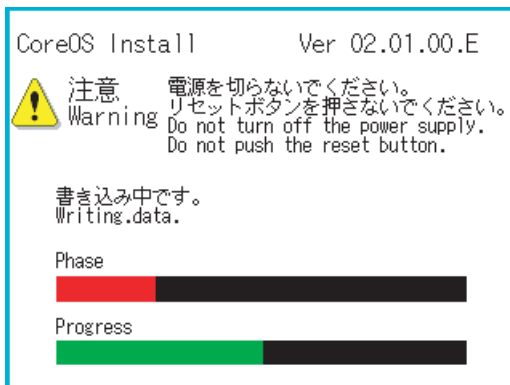 CoreOS Install Ver 02.01.00.E
注意 電源を切らないでください。
Warning リセットボタンを押さないでください。
Do not turn off the power supply.
Do not push the reset button.
書き込み中です。
Writing.data.
Phase
Progress